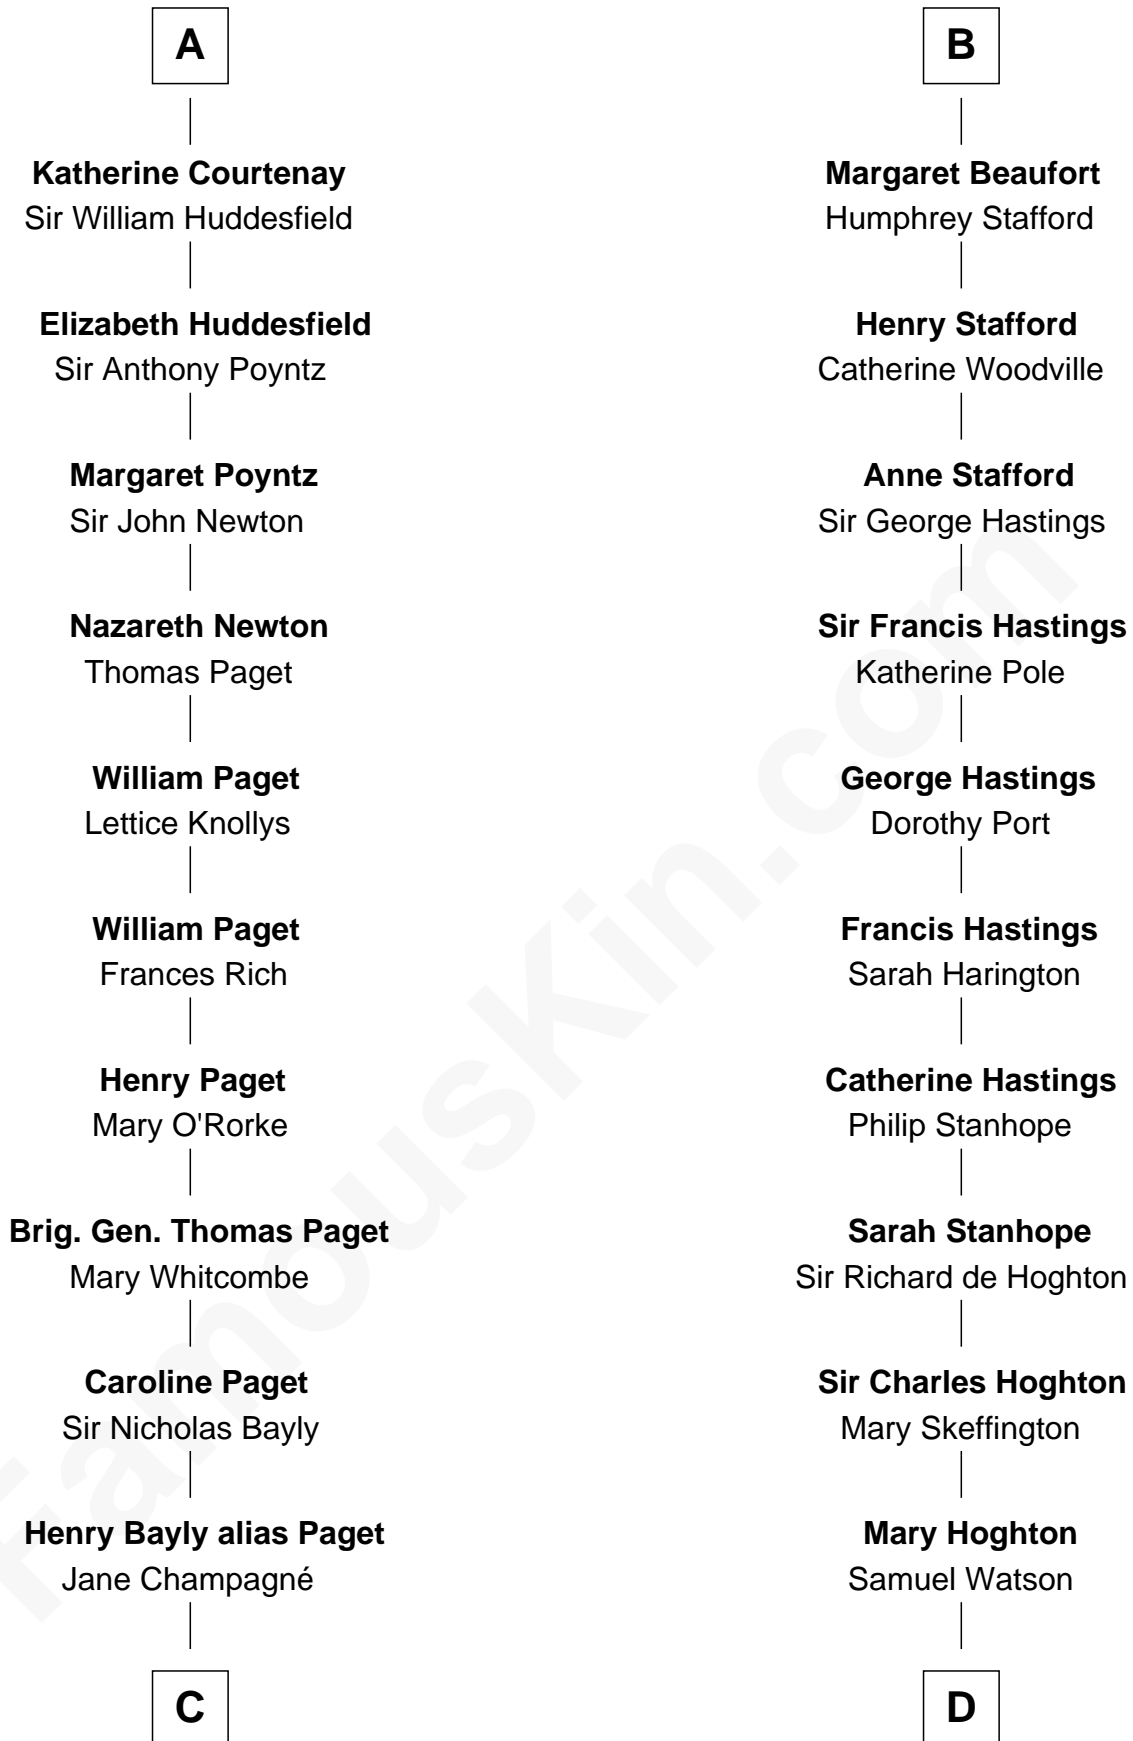 A
Katherine Courtenay
Sir William Huddesfield
Elizabeth Huddesfield
Sir Anthony Poyntz
Margaret Poyntz
Sir John Newton
Nazareth Newton
Thomas Paget
William Paget
Lettice Knollys
William Paget
Frances Rich
Henry Paget
Mary O'Rorke
Brig. Gen. Thomas Paget
Mary Whitcombe
Caroline Paget
Sir Nicholas Bayly
Henry Bayly alias Paget
Jane Champagné
C
B
Margaret Beaufort
Humphrey Stafford
Henry Stafford
Catherine Woodville
Anne Stafford
Sir George Hastings
Sir Francis Hastings
Katherine Pole
George Hastings
Dorothy Port
Francis Hastings
Sarah Harington
Catherine Hastings
Philip Stanhope
Sarah Stanhope
Sir Richard de Hoghton
Sir Charles Hoghton
Mary Skeffington
Mary Hoghton
Samuel Watson
D
FamousKin.com